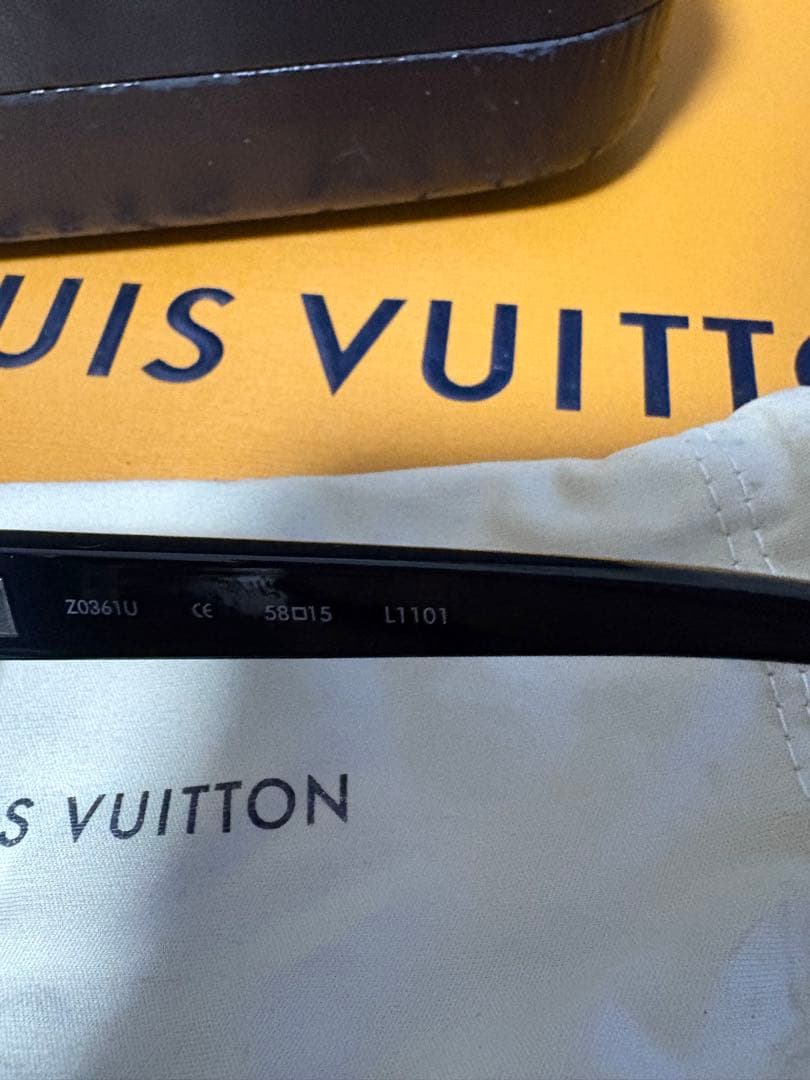 UIS VUITT
Z0361U CE 58□15 L1101
S VUITTON